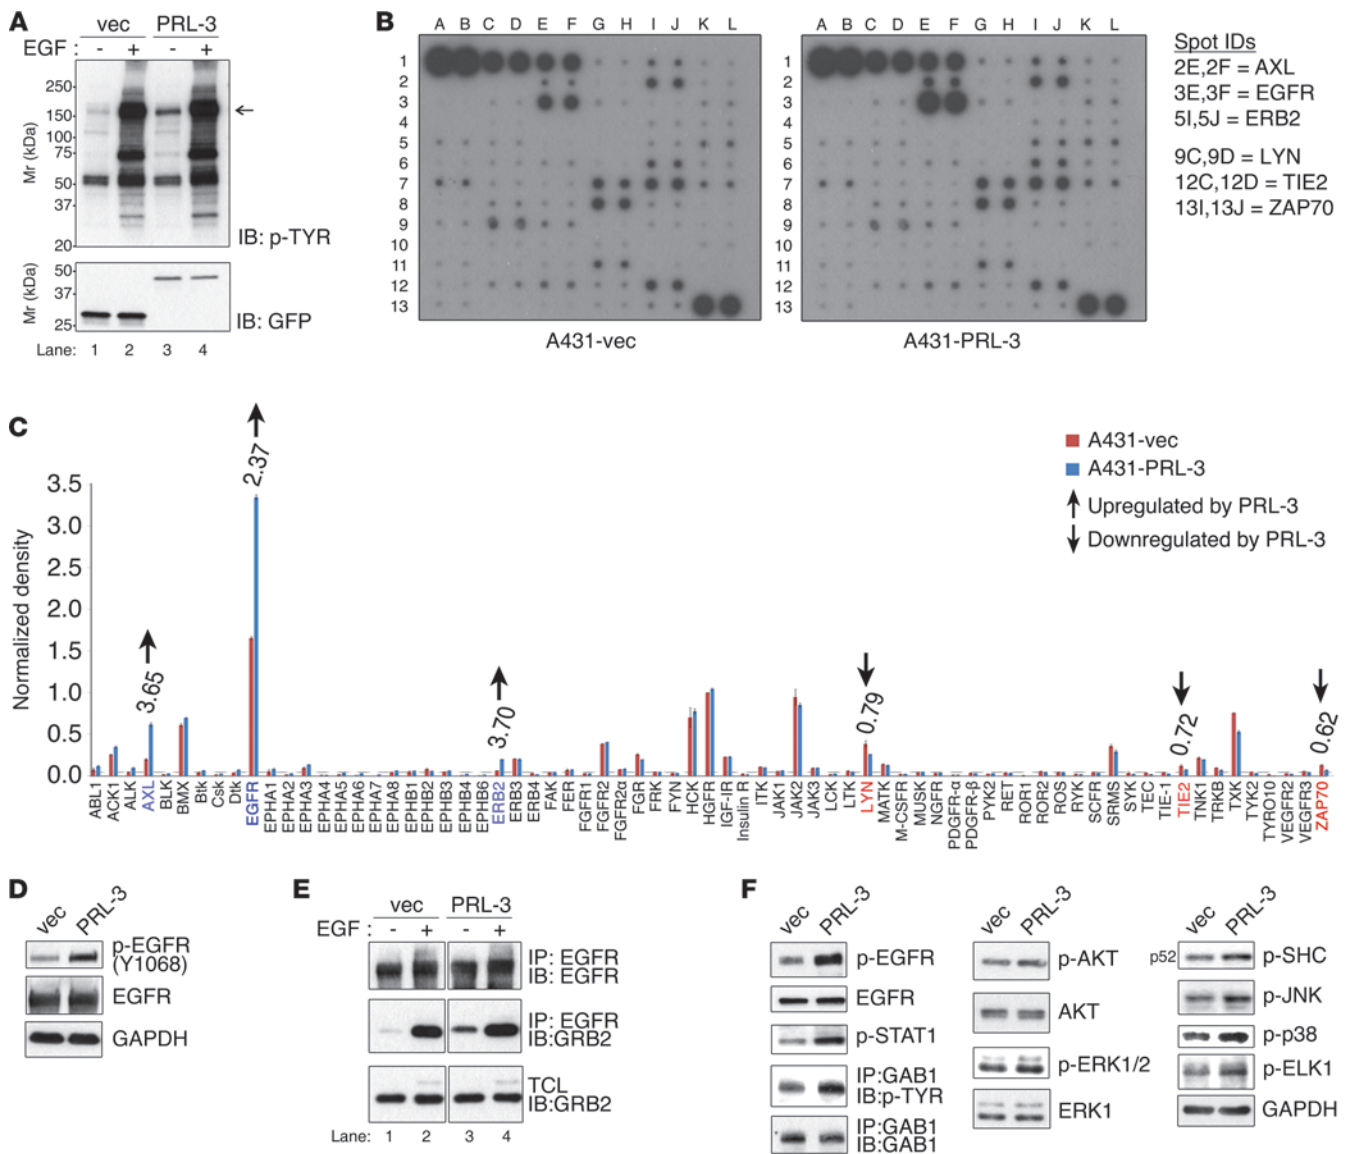 A
vec PRL-3
EGF : - + - +
Mr (kDa)
250
150
100
75
50
37
20
IB: p-TYR
Mr (kDa)
50
37
25
IB: GFP
Lane: 1 2 3 4
B
A B C D E F G H I J K L
1
2
3
4
5
6
7
8
9
10
11
12
13
A431-vec
A B C D E F G H I J K L
1
2
3
4
5
6
7
8
9
10
11
12
13
A431-PRL-3
Spot IDs
2E,2F = AXL
3E,3F = EGFR
5I,5J = ERB2
9C,9D = LYN
12C,12D = TIE2
13I,13J = ZAP70
C
A431-vec
A431-PRL-3
Upregulated by PRL-3
Downregulated by PRL-3
Normalized density
3.5
3.0
2.5
2.0
1.5
1.0
0.5
0.0
3.65
2.37
3.70
0.79
0.72
0.62
ABL1
ACK1
ALK
AXL
BLK
BMX
Btk
Csk
Dtk
EGFR
EPHA1
EPHA2
EPHA3
EPHA4
EPHA5
EPHA6
EPHA7
EPHA8
EPHB1
EPHB2
EPHB3
EPHB4
EPHB6
ERB2
ERB3
ERB4
FAK
FER
FGFR1
FGFR2
FGFR2α
FGR
FRK
FYN
HCK
HGFR
IGF-IR
Insulin R
ITK
JAK1
JAK2
JAK3
LCK
LTK
LYN
MATK
M-CSFR
MUSK
NGFR
PDGFR-α
PDGFR-β
PYK2
RET
ROR1
ROR2
ROS
RYK
SCFR
SRMS
SYK
TEC
TIE-1
TIE2
TNK1
TRKB
TXK
TYK2
TYRO10
VEGFR2
VEGFR3
ZAP70
D
vec PRL-3
p-EGFR
(Y1068)
EGFR
GAPDH
E
vec PRL-3
EGF : - + - +
IP: EGFR
IB: EGFR
IP: EGFR
IB:GRB2
TCL
IB:GRB2
Lane: 1 2 3 4
F
vec PRL-3
p-EGFR
EGFR
p-STAT1
IP:GAB1
IB:p-TYR
IP:GAB1
IB:GAB1
vec PRL-3
p-AKT
AKT
p-ERK1/2
ERK1
vec PRL-3
p52 p-SHC
p-JNK
p-p38
p-ELK1
GAPDH